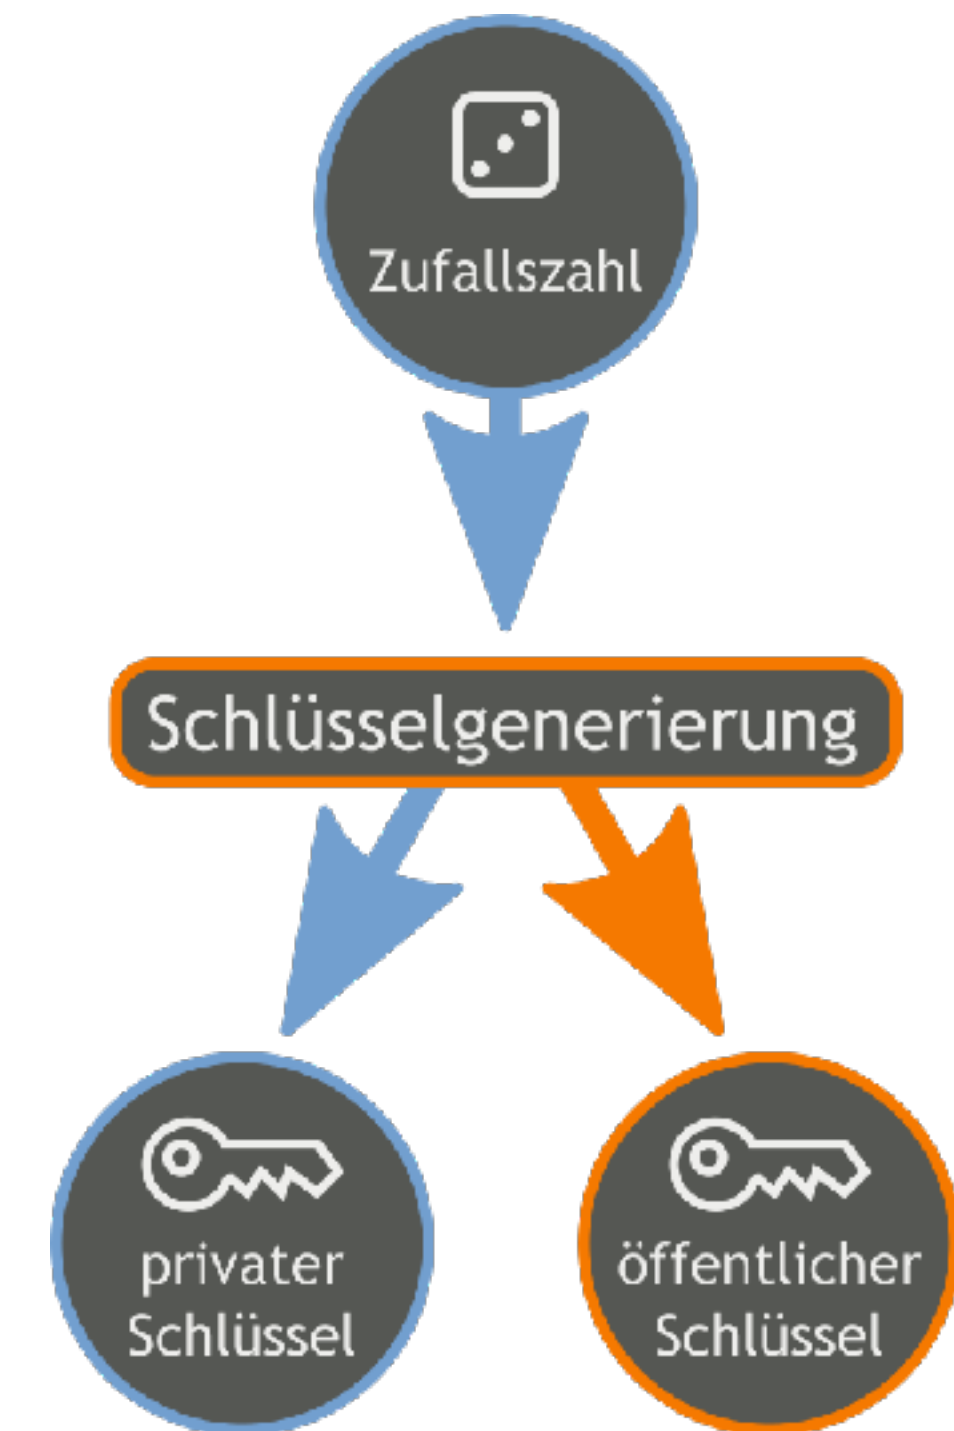 Zufallszahl
Schlüsselgenerierung
privater
Schlüssel
öffentlicher
Schlüssel